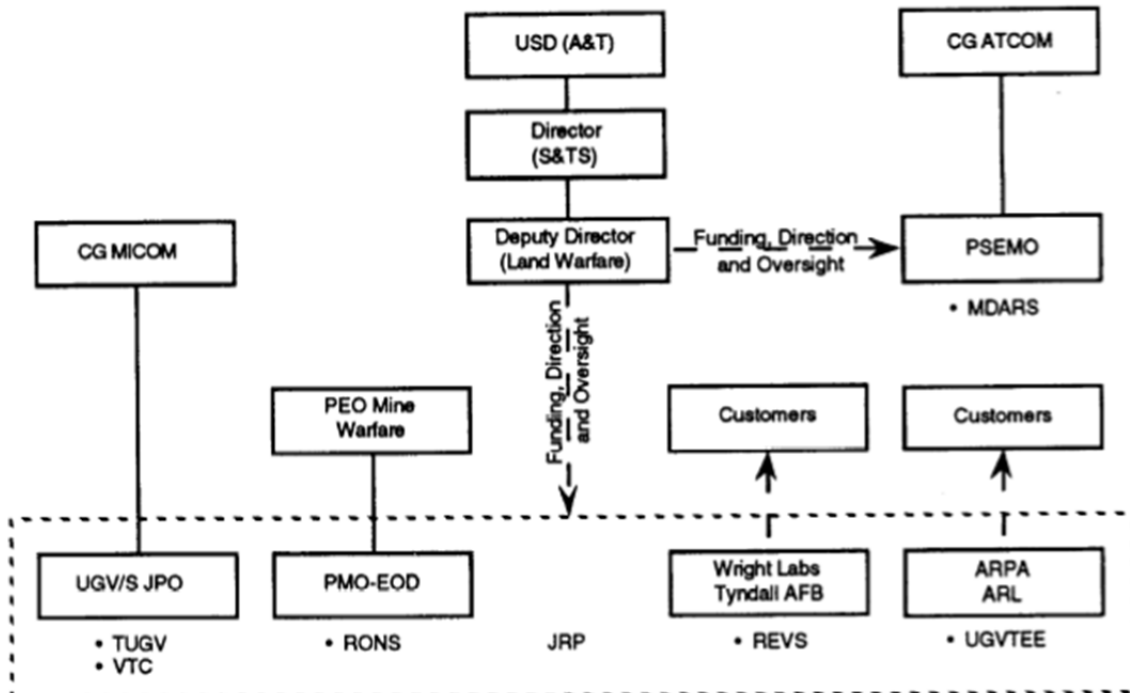 USD (A&T)
CG ATCOM
Director
(S&TS)
CG MICOM
Deputy Director
(Land Warfare)
Funding, Direction
and Oversight
PSEMO
• MDARS
Funding, Direction
and Oversight
PEO Mine
Warfare
Customers
Customers
UGV/S JPO
PMO-EOD
Wright Labs
Tyndall AFB
ARPA
ARL
• TUGV
• VTC
• RONS
JRP
• REVS
• UGVTEE